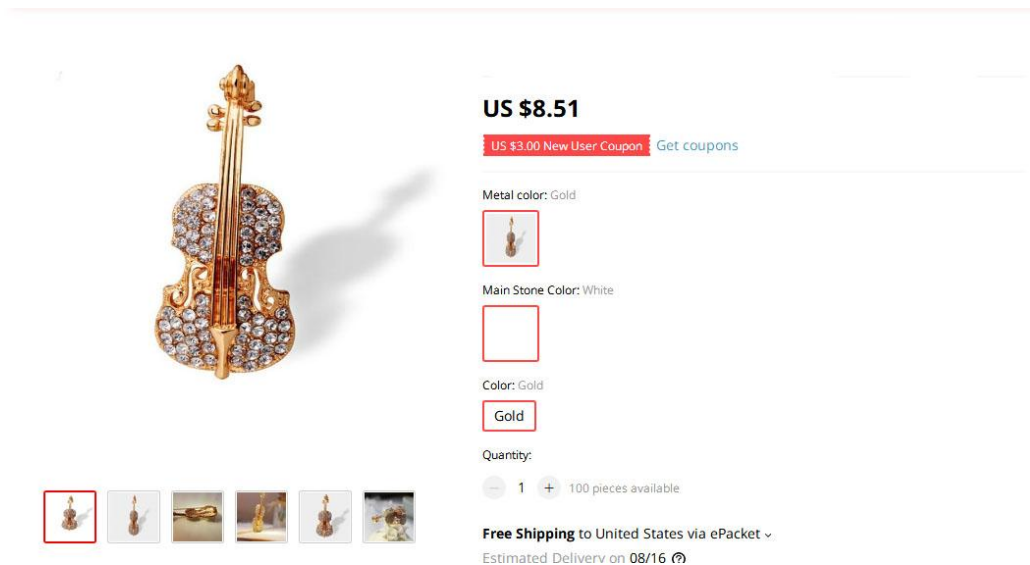 US $8.51
US $3.00 New User Coupon Get coupons
Metal color: Gold
Main Stone Color: White
Color: Gold
Gold
Quantity:
1 + 100 pieces available
Free Shipping to United States via ePacket
Estimated Delivery on 08/16